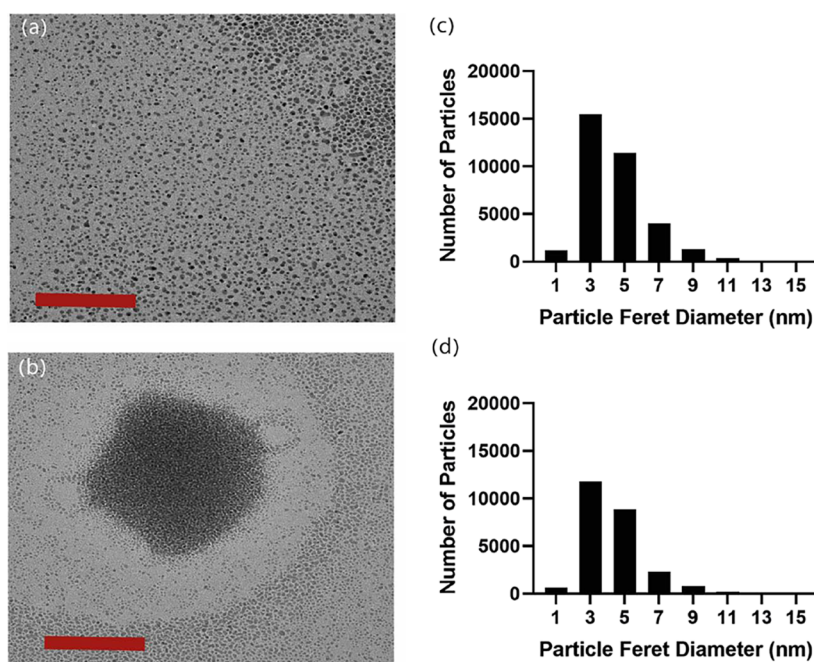 (a)
(b)
(c)
20000
15000
10000
5000
0
Number of Particles
1 3 5 7 9 11 13 15
Particle Feret Diameter (nm)
(d)
20000
15000
10000
5000
0
Number of Particles
1 3 5 7 9 11 13 15
Particle Feret Diameter (nm)